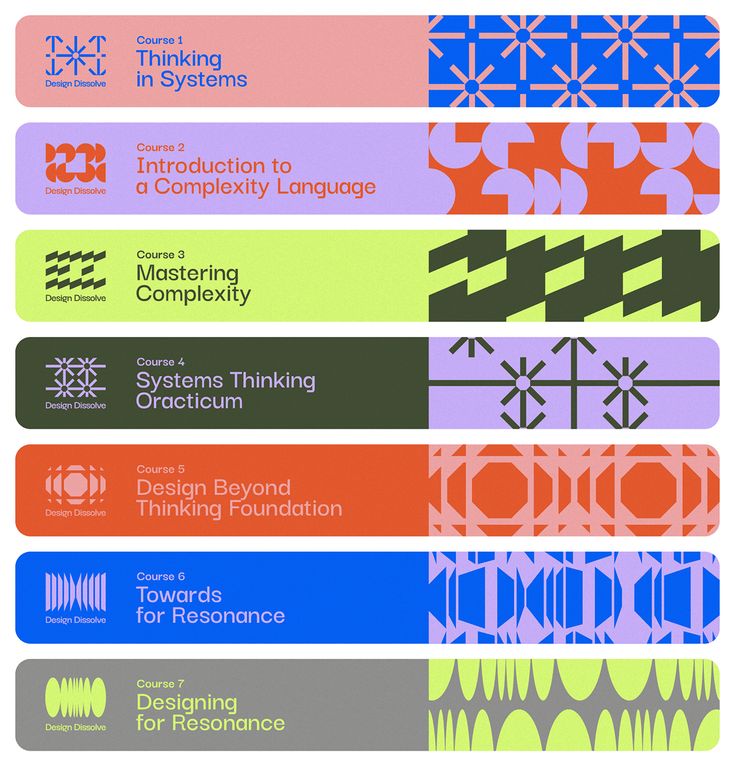 Design Dissolve
Course 1
Thinking
in Systems
Design Dissolve
Course 2
Introduction to
a Complexity Language
Design Dissolve
Course 3
Mastering
Complexity
Design Dissolve
Course 4
Systems Thinking
Oracticum
Design Dissolve
Course 5
Design Beyond
Thinking Foundation
Design Dissolve
Course 6
Towards
for Resonance
Design Dissolve
Course 7
Designing
for Resonance